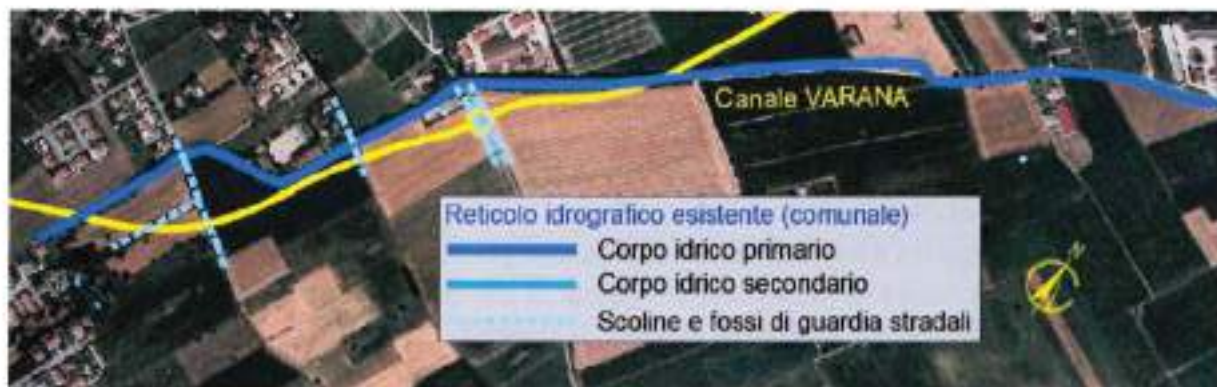 Canale VARANA
Reticolo idrografico esistente (comunale)
Corpo idrico primario
Corpo idrico secondario
Scoline e fossi di guardia stradali
N